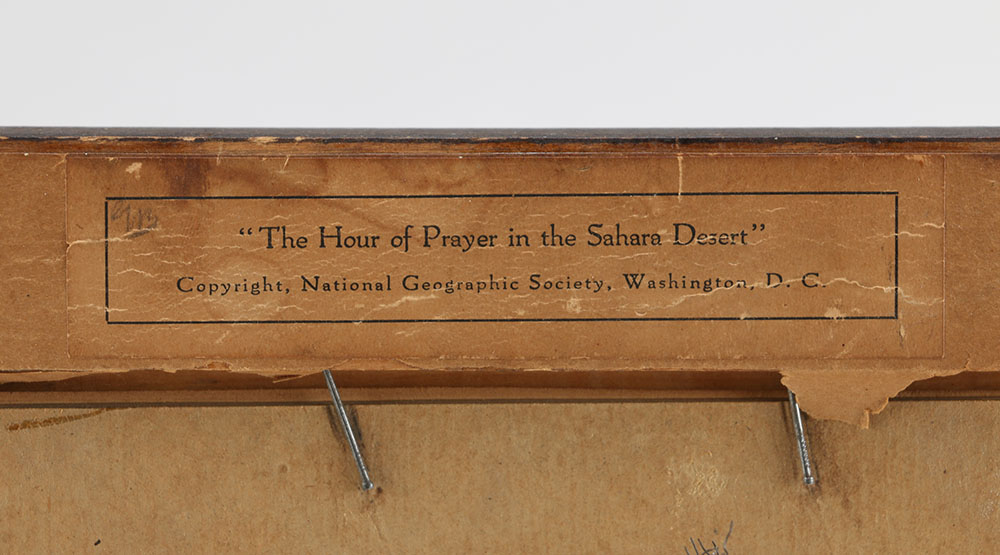 “The Hour of Prayer in the Sahara Desert”
Copyright, National Geographic Society, Washington, D. C.